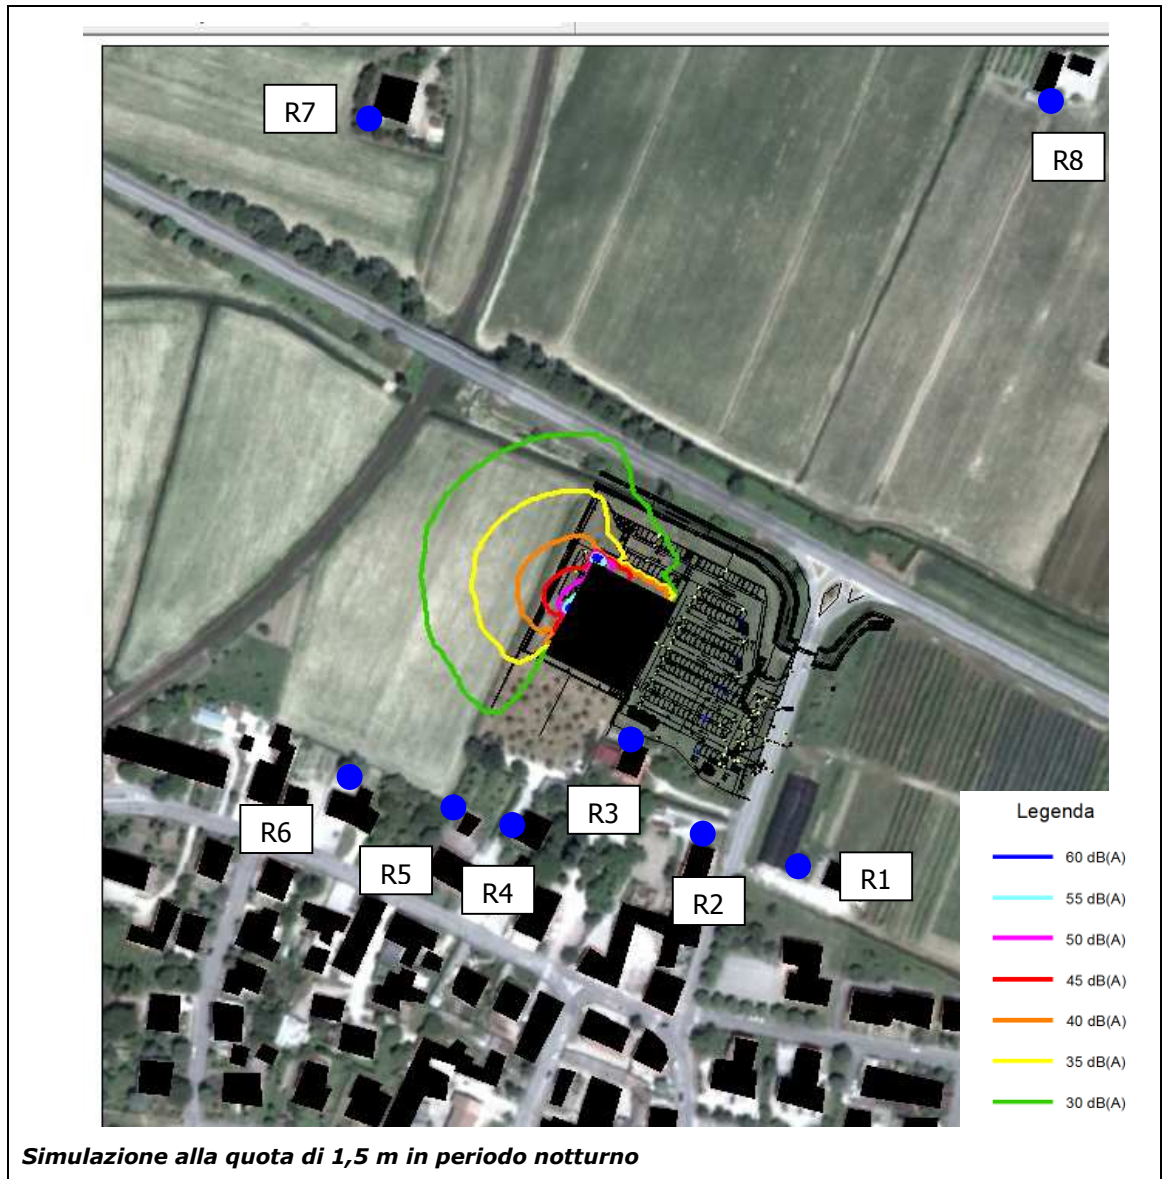 R7
R8
R6
R5
R4
R3
R2
R1
Legenda
60 dB(A)
55 dB(A)
50 dB(A)
45 dB(A)
40 dB(A)
35 dB(A)
30 dB(A)
Simulazione alla quota di 1,5 m in periodo notturno